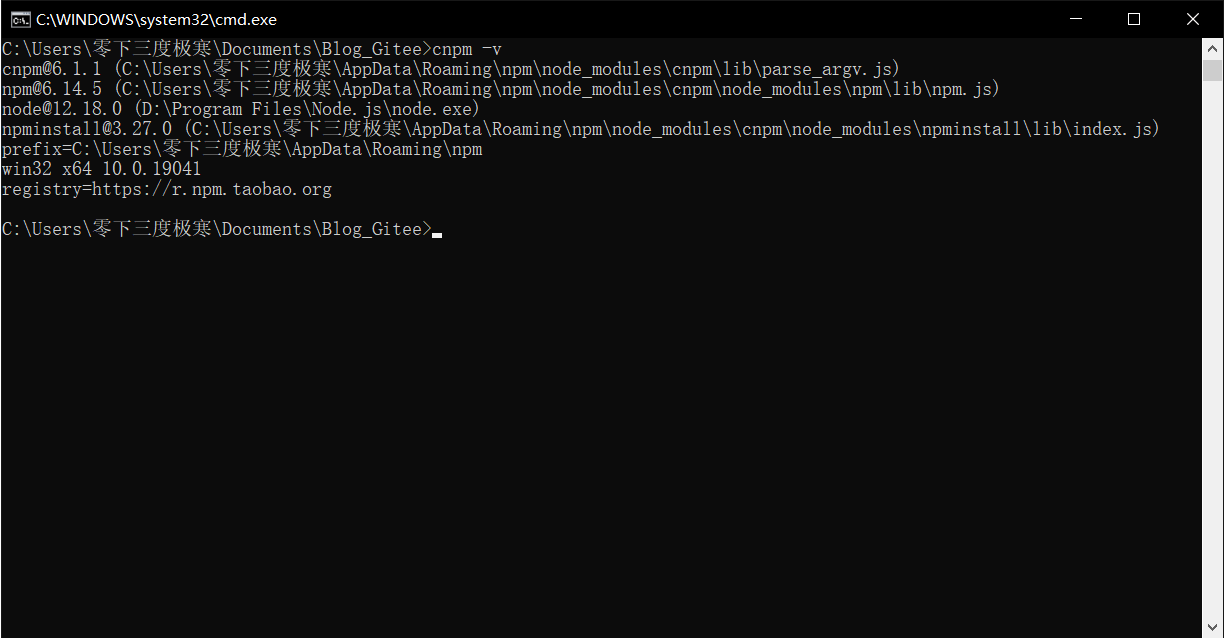 C:\WINDOWS\system32\cmd.exe
C:\Users\零下三度极寒\Documents\Blog_Gitee>cnpm -v
cnpm@6.1.1 (C:\Users\零下三度极寒\AppData\Roaming\npm\node_modules\cnpm\lib\parse_argv.js)
npm@6.14.5 (C:\Users\零下三度极寒\AppData\Roaming\npm\node_modules\cnpm\node_modules\npm\lib\npm.js)
node@12.18.0 (D:\Program Files\Node.js\node.exe)
npminstall@3.27.0 (C:\Users\零下三度极寒\AppData\Roaming\npm\node_modules\cnpm\node_modules\npminstall\lib\index.js)
prefix=C:\Users\零下三度极寒\AppData\Roaming\npm
win32 x64 10.0.19041
registry=https://r.npm.taobao.org
C:\Users\零下三度极寒\Documents\Blog_Gitee>